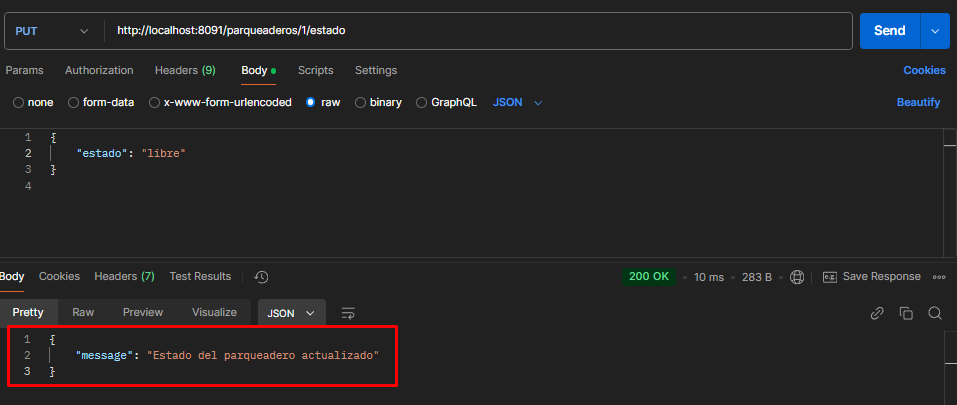 PUT http://localhost:8091/parqueaderos/1/estado Send
Params Authorization Headers (9) Body Scripts Settings Cookies
none form-data x-www-form-urlencoded raw binary GraphQL JSON Beautify
1 {
2 "estado": "libre"
3 }
4
Body Cookies Headers (7) Test Results 200 OK 10 ms 283 B e.g. Save Response
Pretty Raw Preview Visualize JSON
1 {
2 "message": "Estado del parqueadero actualizado"
3 }